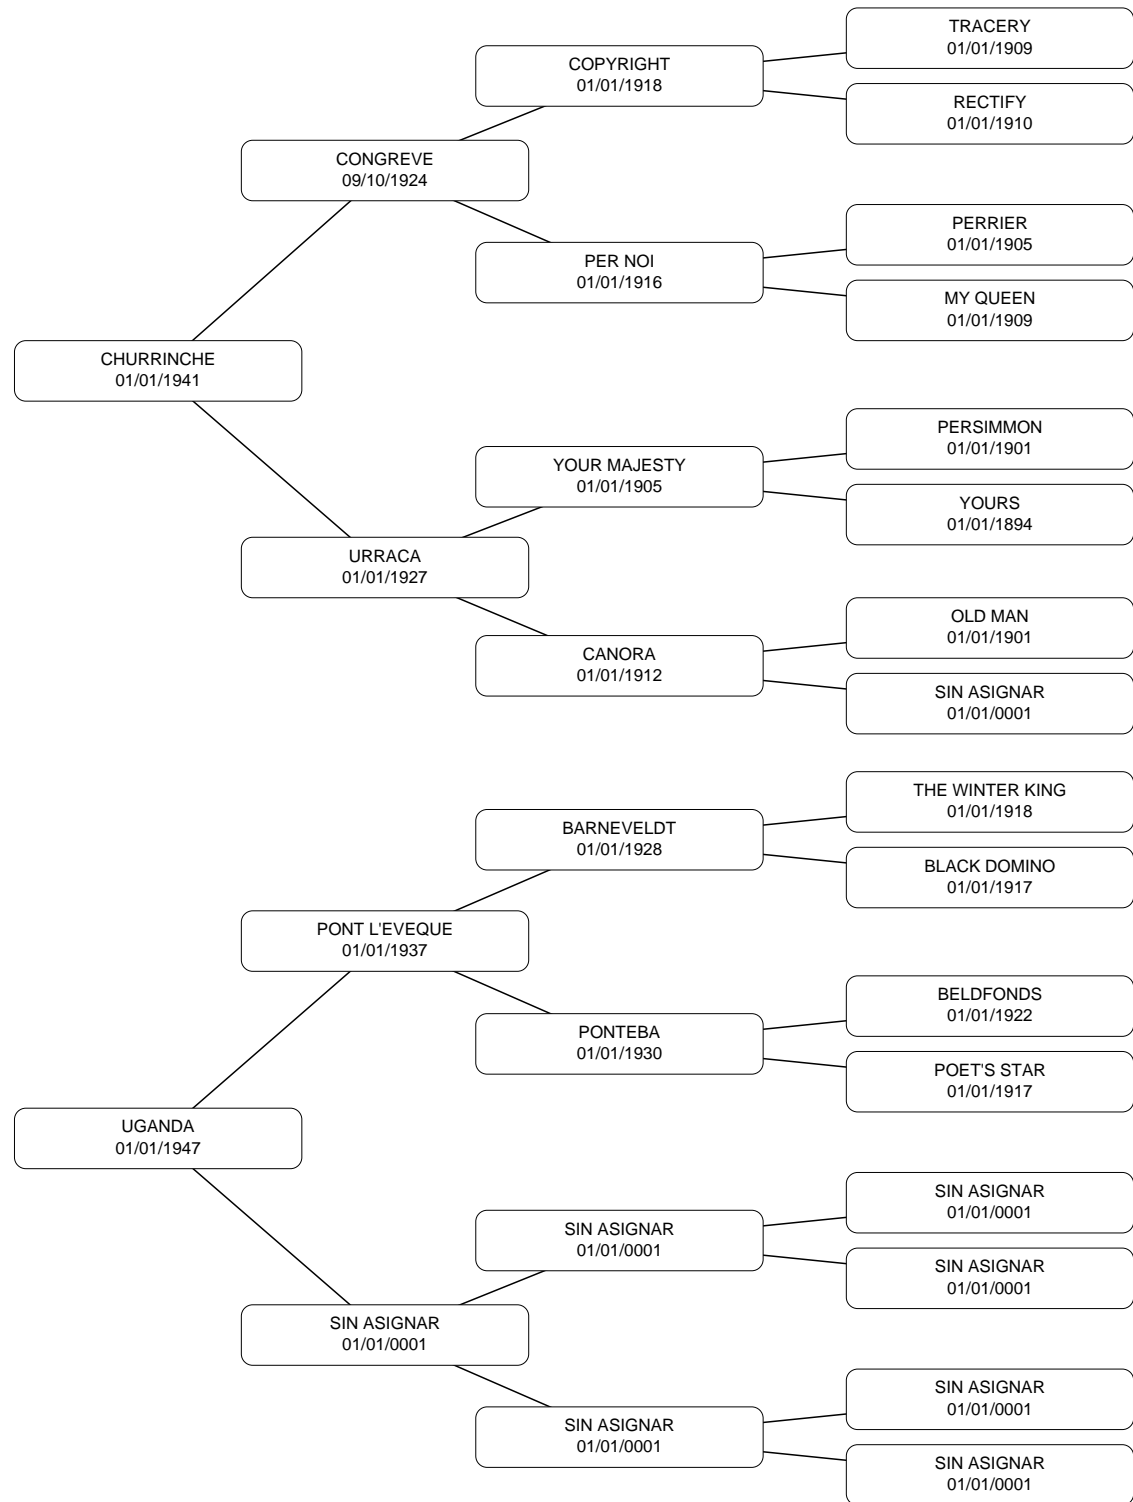 TRACERY
01/01/1909
COPYRIGHT
01/01/1918
RECTIFY
01/01/1910
CONGREVE
09/10/1924
PERRIER
01/01/1905
PER NOI
01/01/1916
MY QUEEN
01/01/1909
CHURRINCHE
01/01/1941
PERSIMMON
01/01/1901
YOUR MAJESTY
01/01/1905
YOURS
01/01/1894
URRACA
01/01/1927
OLD MAN
01/01/1901
CANORA
01/01/1912
SIN ASIGNAR
01/01/0001
THE WINTER KING
01/01/1918
BARNEVELDT
01/01/1928
BLACK DOMINO
01/01/1917
PONT L'EVEQUE
01/01/1937
BELDFONDS
01/01/1922
PONTEBA
01/01/1930
POET'S STAR
01/01/1917
UGANDA
01/01/1947
SIN ASIGNAR
01/01/0001
SIN ASIGNAR
01/01/0001
SIN ASIGNAR
01/01/0001
SIN ASIGNAR
01/01/0001
SIN ASIGNAR
01/01/0001
SIN ASIGNAR
01/01/0001
SIN ASIGNAR
01/01/0001